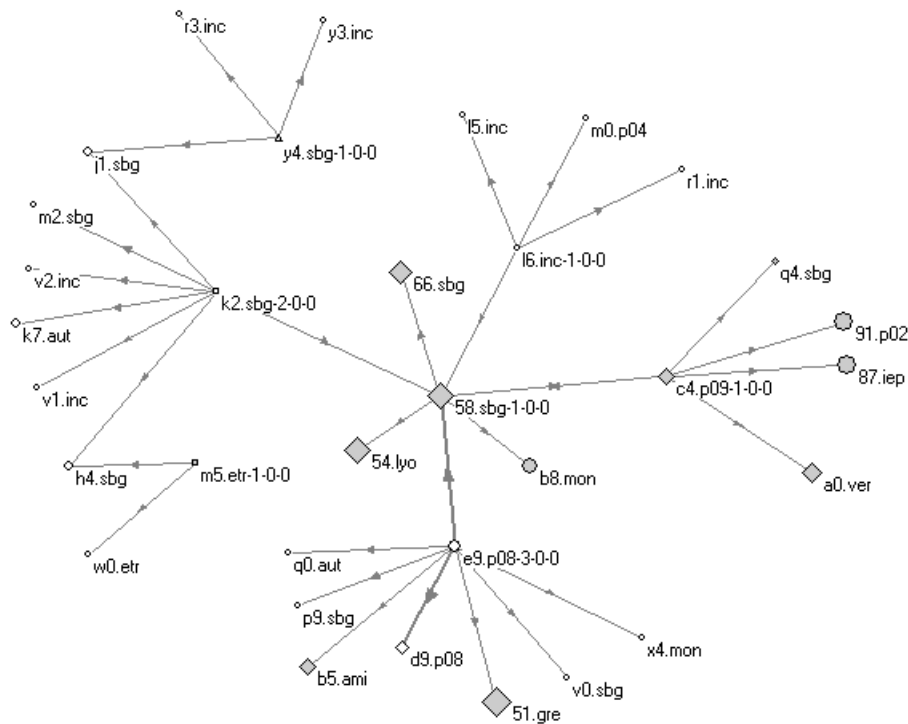 r3.inc
y3.inc
j1.sbg
y4.sbg-1-0-0
l5.inc
m0.p04
r1.inc
m2.sbg
l6.inc-1-0-0
v2.inc
66.sbg
q4.sbg
k2.sbg-2-0-0
k7.aut
91.p02
87.iep
v1.inc
c4.p09-1-0-0
58.sbg-1-0-0
54.lyo
b8.mon
a0.ver
h4.sbg
m5.etr-1-0-0
w0.etr
q0.aut
e9.p08-3-0-0
p9.sbg
x4.mon
b5.ami
d9.p08
v0.sbg
51.gre